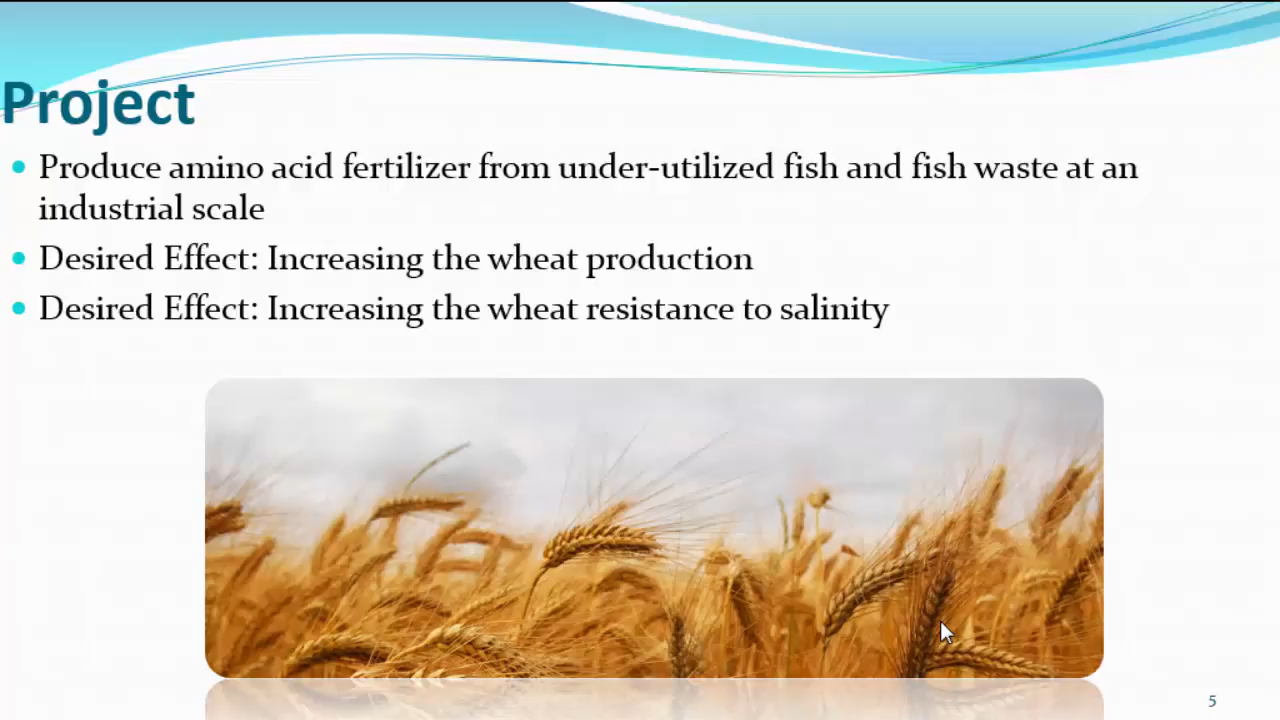 Project
• Produce amino acid fertilizer from under-utilized fish and fish waste at an
industrial scale
• Desired Effect: Increasing the wheat production
• Desired Effect: Increasing the wheat resistance to salinity
5